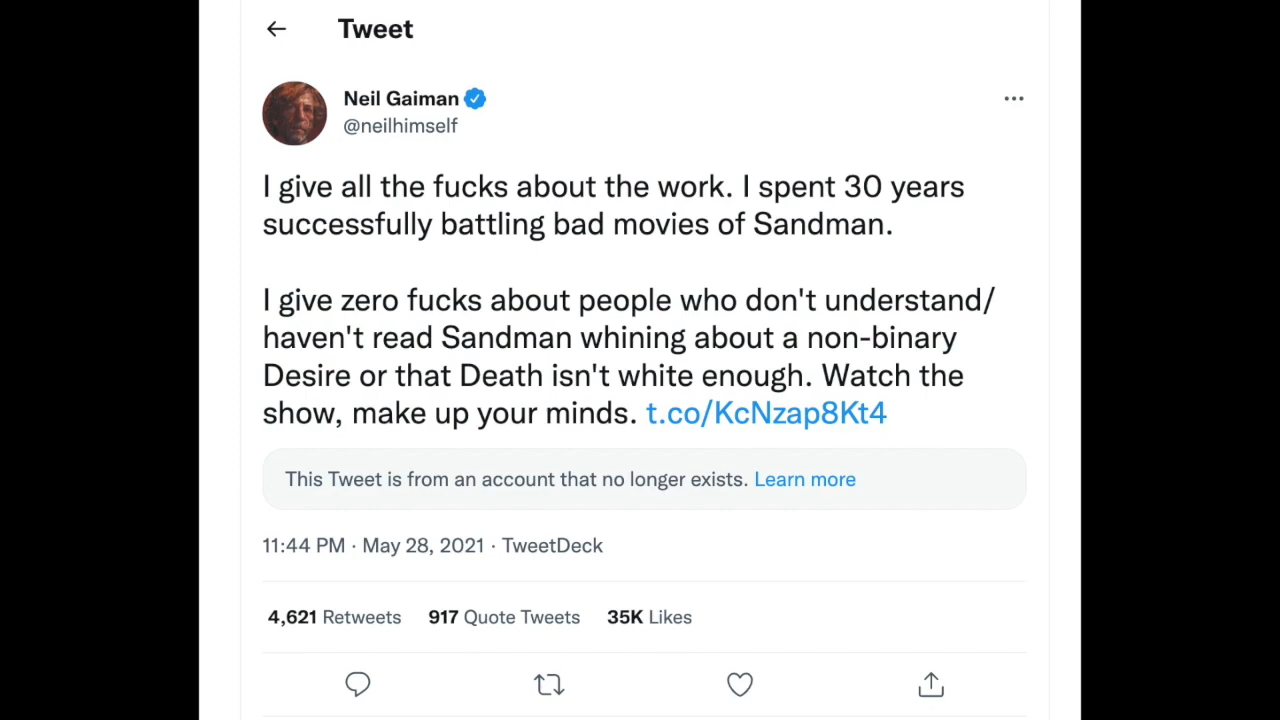 Tweet
Neil Gaiman
@neilhimself
I give all the fucks about the work. I spent 30 years
successfully battling bad movies of Sandman.
I give zero fucks about people who don't understand/
haven't read Sandman whining about a non-binary
Desire or that Death isn't white enough. Watch the
show, make up your minds. t.co/KcNzap8Kt4
This Tweet is from an account that no longer exists. Learn more
11:44 PM · May 28, 2021 · TweetDeck
4,621 Retweets 917 Quote Tweets 35K Likes